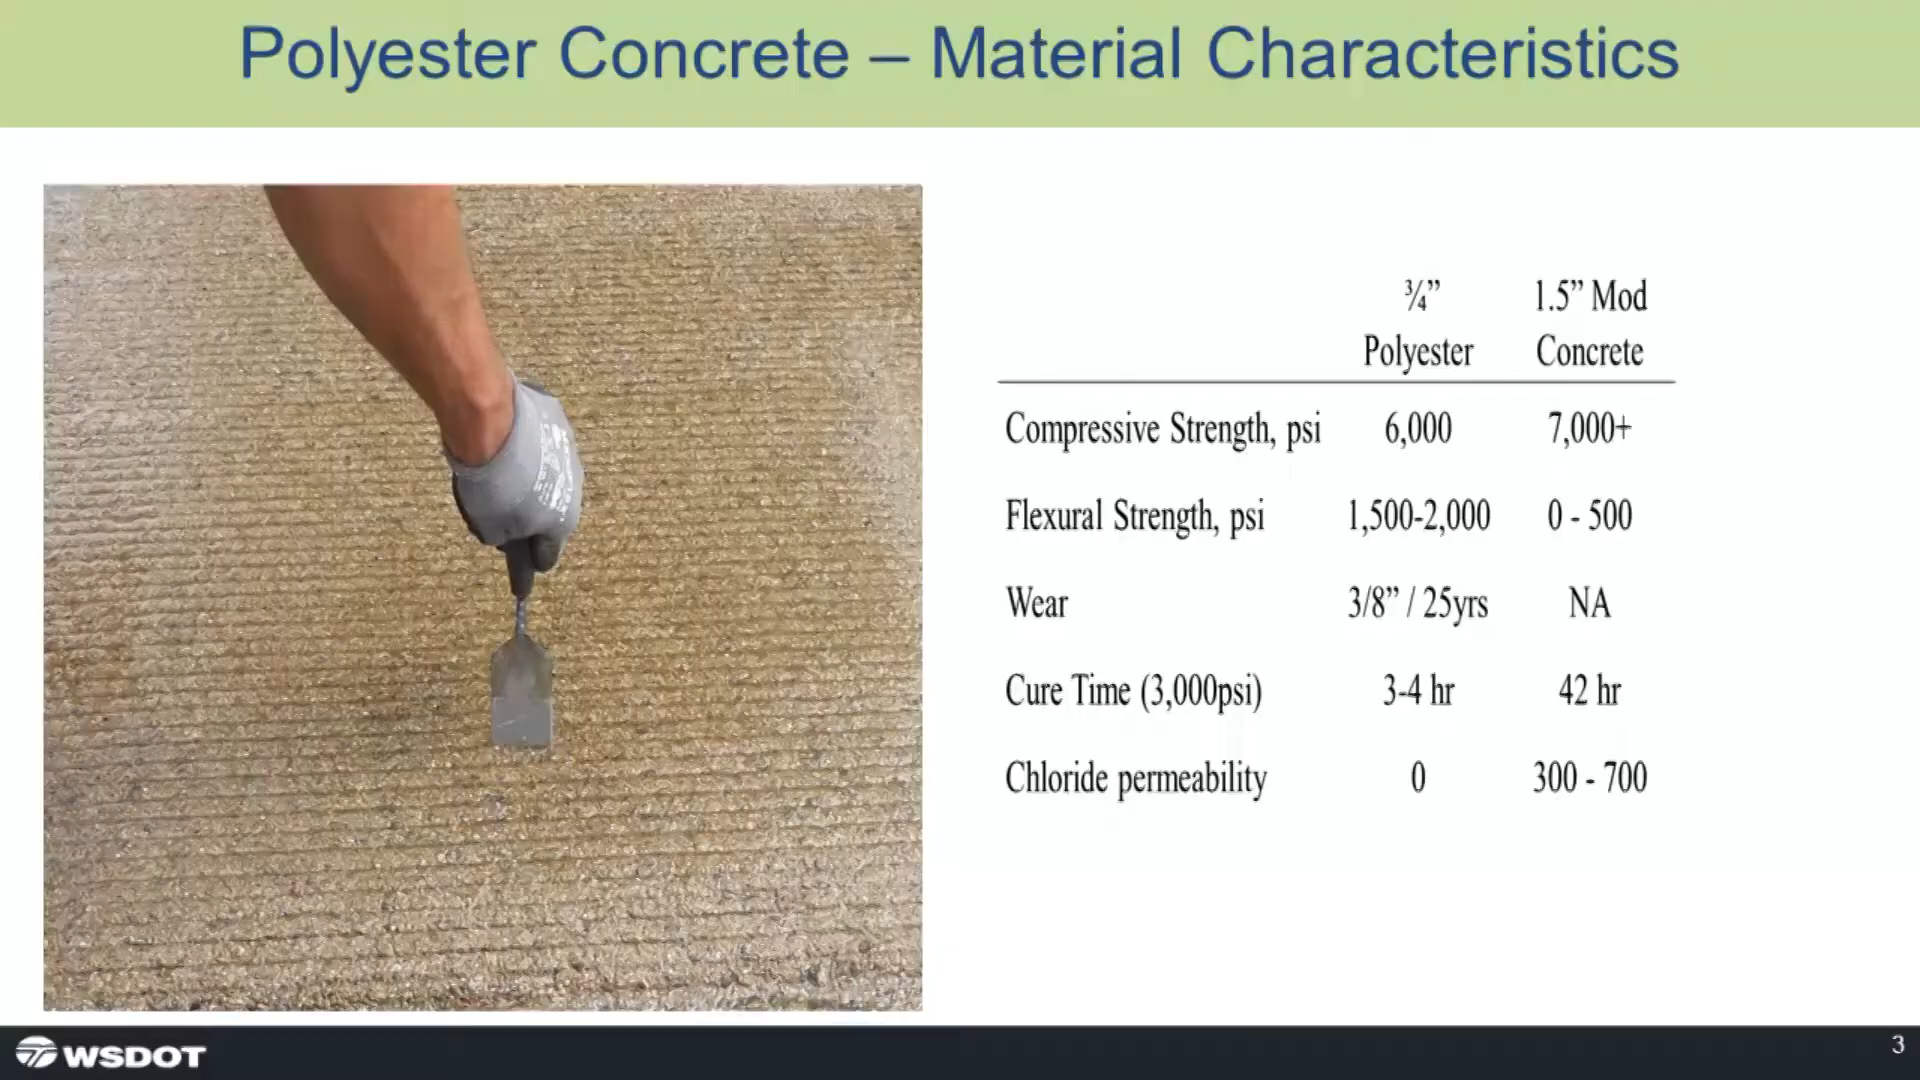 Polyester Concrete – Material Characteristics
¾” 1.5” Mod
Polyester Concrete
Compressive Strength, psi 6,000 7,000+
Flexural Strength, psi 1,500-2,000 0 - 500
Wear 3/8” / 25yrs NA
Cure Time (3,000psi) 3-4 hr 42 hr
Chloride permeability 0 300 - 700
WSDOT 3